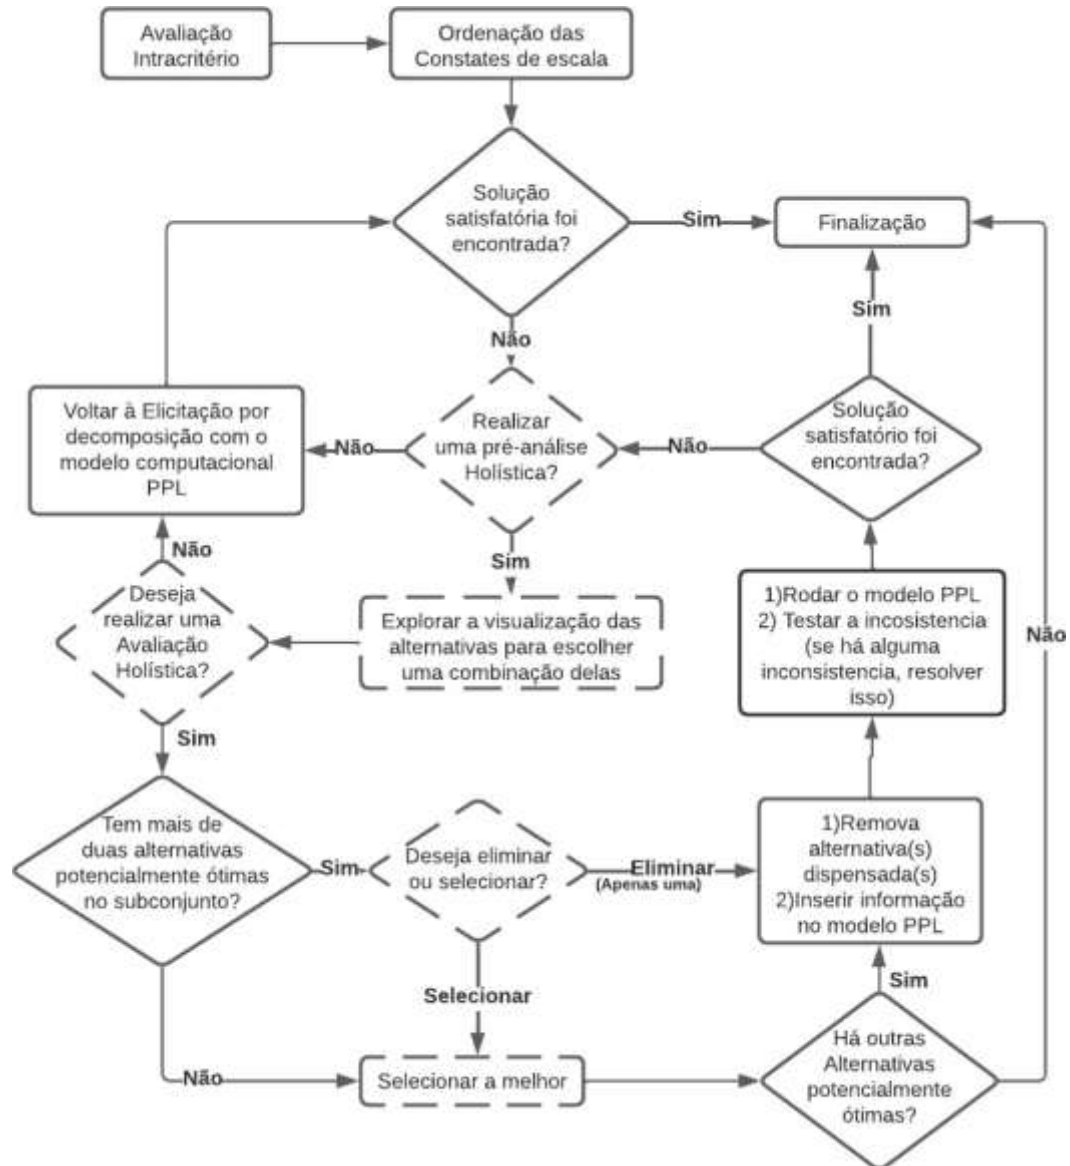 Avaliação
Intracritério
Ordenação das
Constates de escala
Solução
satisfatória foi
encontrada?
Sim
Finalização
Não
Sim
Voltar à Elicitação por
decomposição com o
modelo computacional
PPL
Não
Realizar
uma pré-análise
Holística?
Não
Solução
satisfatório foi
encontrada?
Não
Sim
Deseja
realizar uma
Avaliação
Holística?
Explorar a visualização das
alternativas para escolher
uma combinação delas
1)Rodar o modelo PPL
2) Testar a incosistencia
(se há alguma
inconsistencia, resolver
isso)
Não
Sim
Tem mais de
duas alternativas
potencialmente ótimas
no subconjunto?
Sim
Deseja eliminar
ou selecionar?
Eliminar
(Apenas uma)
1)Remova
alternativa(s)
dispensada(s)
2)Inserir informação
no modelo PPL
Selecionar
Sim
Não
Selecionar a melhor
Há outras
Alternativas
potencialmente
ótimas?